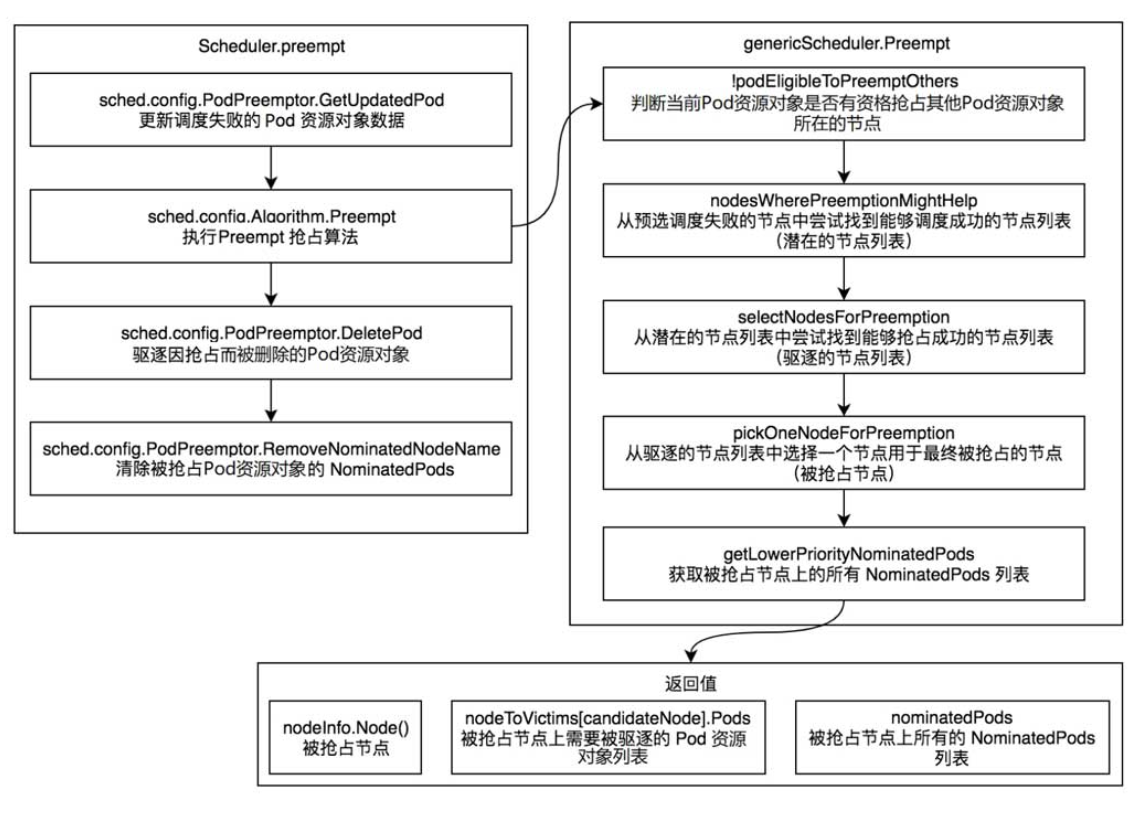 Scheduler.preempt
sched.config.PodPreemptor.GetUpdatedPod
更新调度失败的 Pod 资源对象数据
sched.config.Algorithm.Preempt
执行Preempt 抢占算法
sched.config.PodPreemptor.DeletePod
驱逐因抢占而被删除的Pod资源对象
sched.config.PodPreemptor.RemoveNominatedNodeName
清除被抢占Pod资源对象的 NominatedPods
genericScheduler.Preempt
!podEligibleToPreemptOthers
判断当前Pod资源对象是否有资格抢占其他Pod资源对象
所在的节点
nodesWherePreemptionMightHelp
从预选调度失败的节点中尝试找到能够调度成功的节点列表
（潜在的节点列表）
selectNodesForPreemption
从潜在的节点列表中尝试找到能够抢占成功的节点列表
（驱逐的节点列表）
pickOneNodeForPreemption
从驱逐的节点列表中选择一个节点用于最终被抢占的节点
（被抢占节点）
getLowerPriorityNominatedPods
获取被抢占节点上的所有 NominatedPods 列表
返回值
nodeInfo.Node()
被抢占节点
nodeToVictims[candidateNode].Pods
被抢占节点上需要被驱逐的 Pod 资源
对象列表
nominatedPods
被抢占节点上所有的 NominatedPods
列表